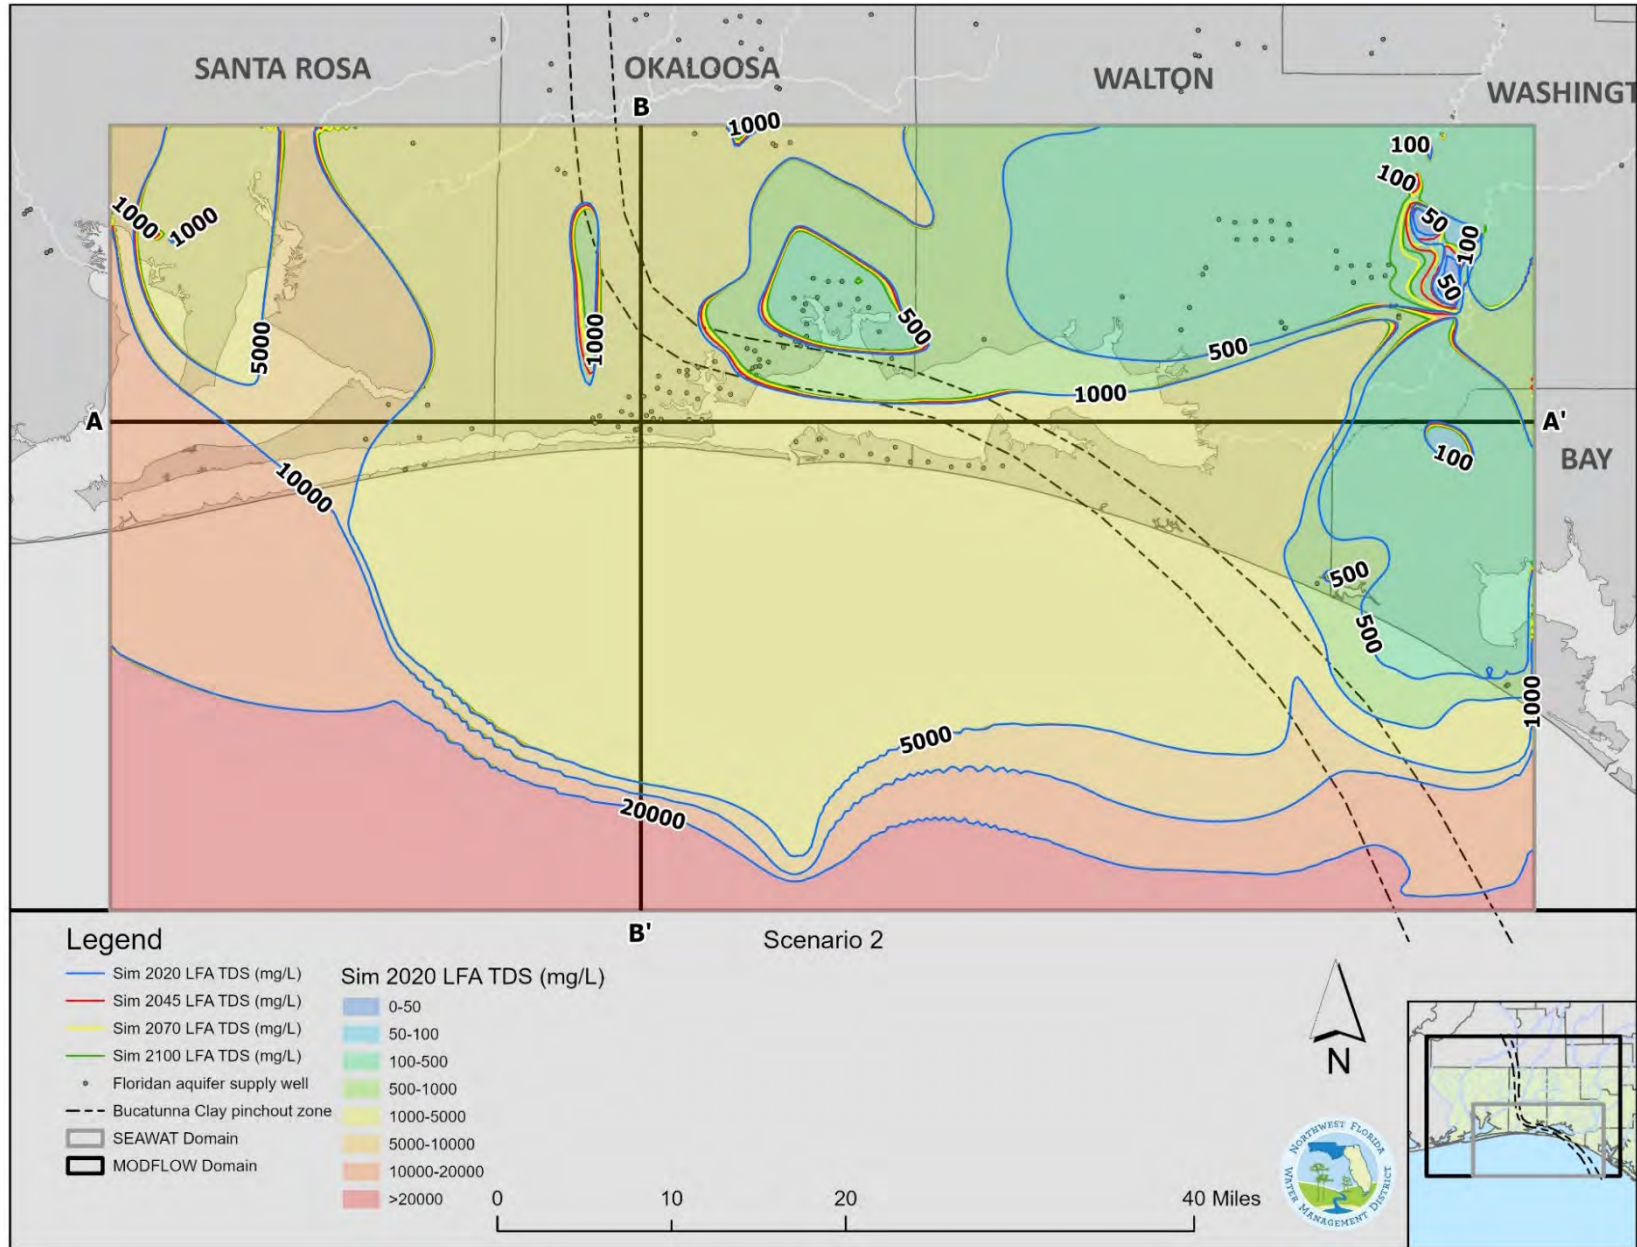 SANTA ROSA
OKALOOSA
WALTON
WASHINGT
B
1000
100
100
1000
1000
50
100
50
5000
1000
500
500
1000
A
A'
100
BAY
10000
500
500
1000
5000
20000
B'
Scenario 2
Legend
Sim 2020 LFA TDS (mg/L)
Sim 2045 LFA TDS (mg/L)
Sim 2070 LFA TDS (mg/L)
Sim 2100 LFA TDS (mg/L)
Floridan aquifer supply well
Bucatunna Clay pinchout zone
SEAWAT Domain
MODFLOW Domain
Sim 2020 LFA TDS (mg/L)
0-50
50-100
100-500
500-1000
1000-5000
5000-10000
10000-20000
>20000
0 10 20 40 Miles
N
NORTHWEST FLORIDA
WATER MANAGEMENT DISTRICT